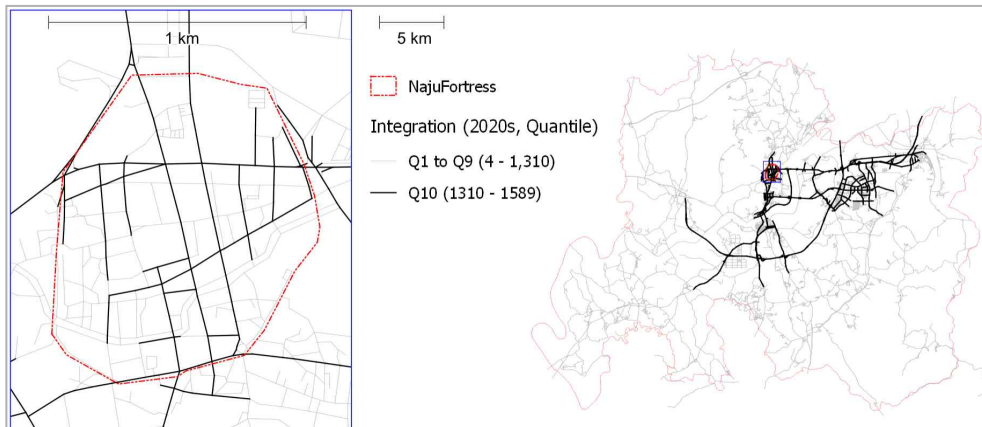 1 km
5 km
NajuFortress
Integration (2020s, Quantile)
Q1 to Q9 (4 - 1,310)
Q10 (1310 - 1589)